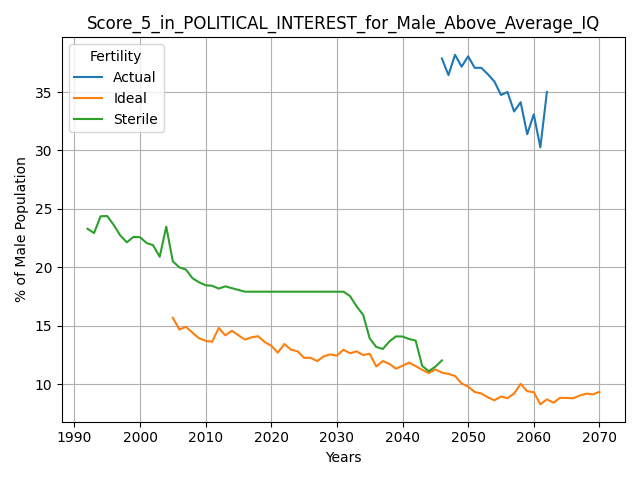 Score_5_in_POLITICAL_INTEREST_for_Male_Above_Average_IQ
Fertility
Actual
Ideal
Sterile
% of Male Population
35
30
25
20
15
10
1990
2000
2010
2020
2030
2040
2050
2060
2070
Years